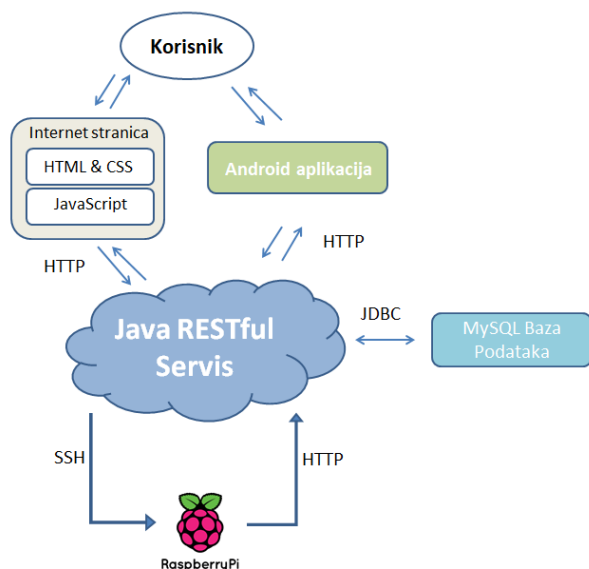 Korisnik
Internet stranica
HTML & CSS
JavaScript
Android aplikacija
HTTP
HTTP
Java RESTful
Servis
JDBC
MySQL Baza
Podataka
SSH
HTTP
RaspberryPi